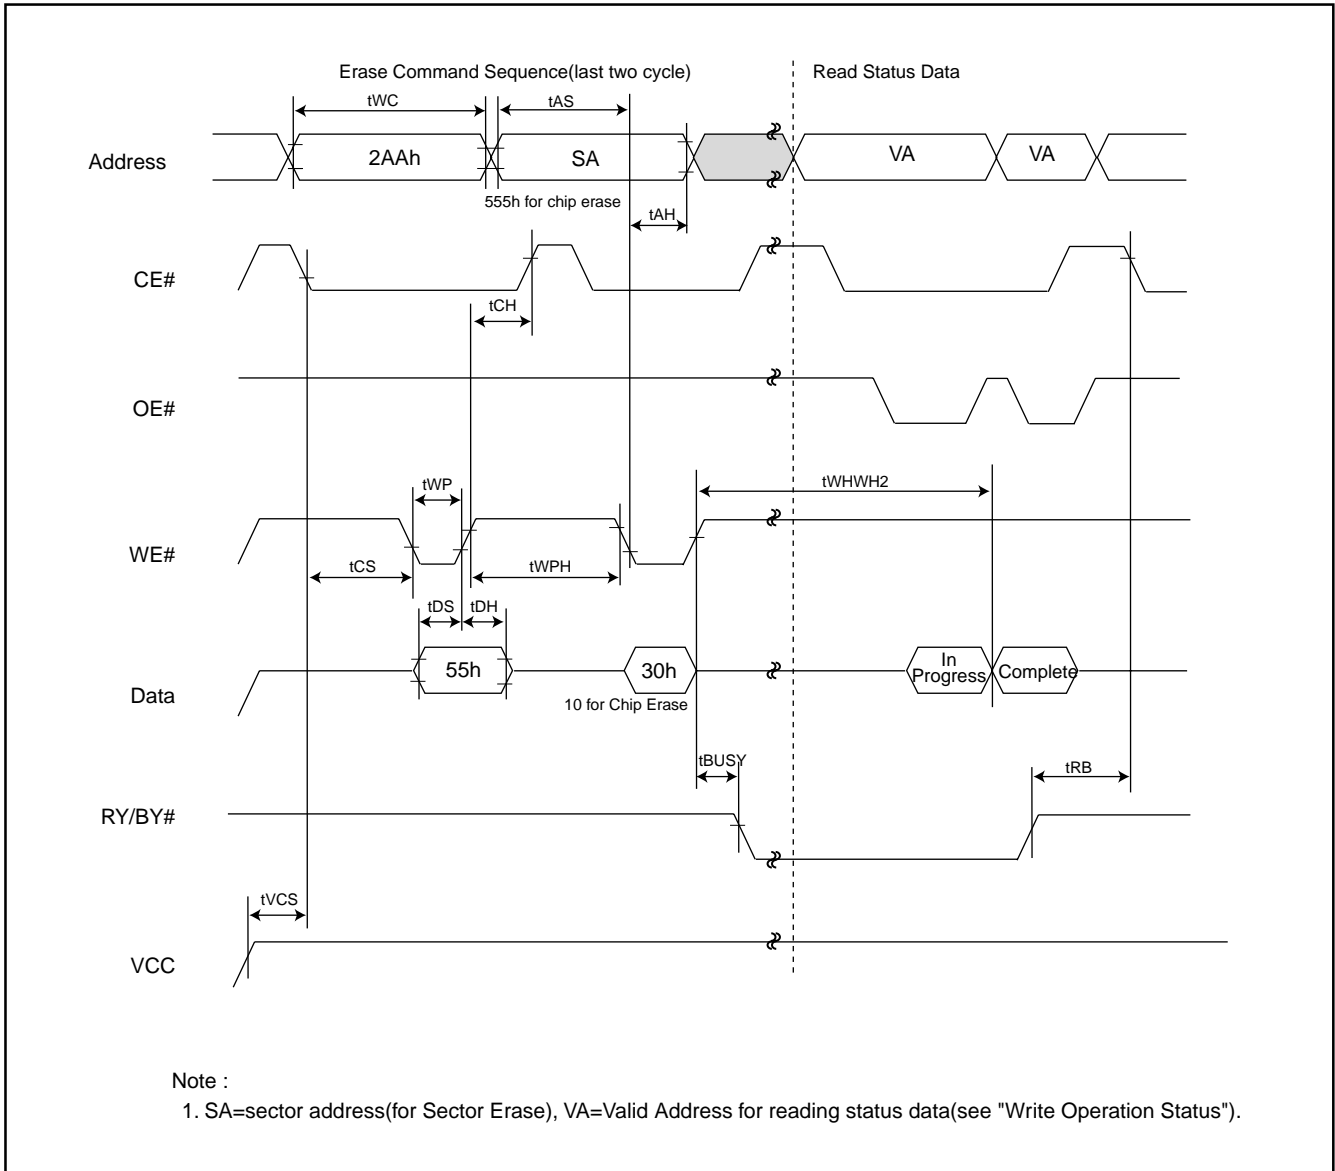 Erase Command Sequence(last two cycle)
Read Status Data
tWC
tAS
Address
2AAh
SA
VA
VA
555h for chip erase
tAH
CE#
tCH
OE#
tWP
tWHWH2
WE#
tCS
tWPH
tDS
tDH
55h
30h
In
Progress
Complete
Data
10 for Chip Erase
tBUSY
tRB
RY/BY#
tVCS
VCC
Note :
1. SA=sector address(for Sector Erase), VA=Valid Address for reading status data(see "Write Operation Status").